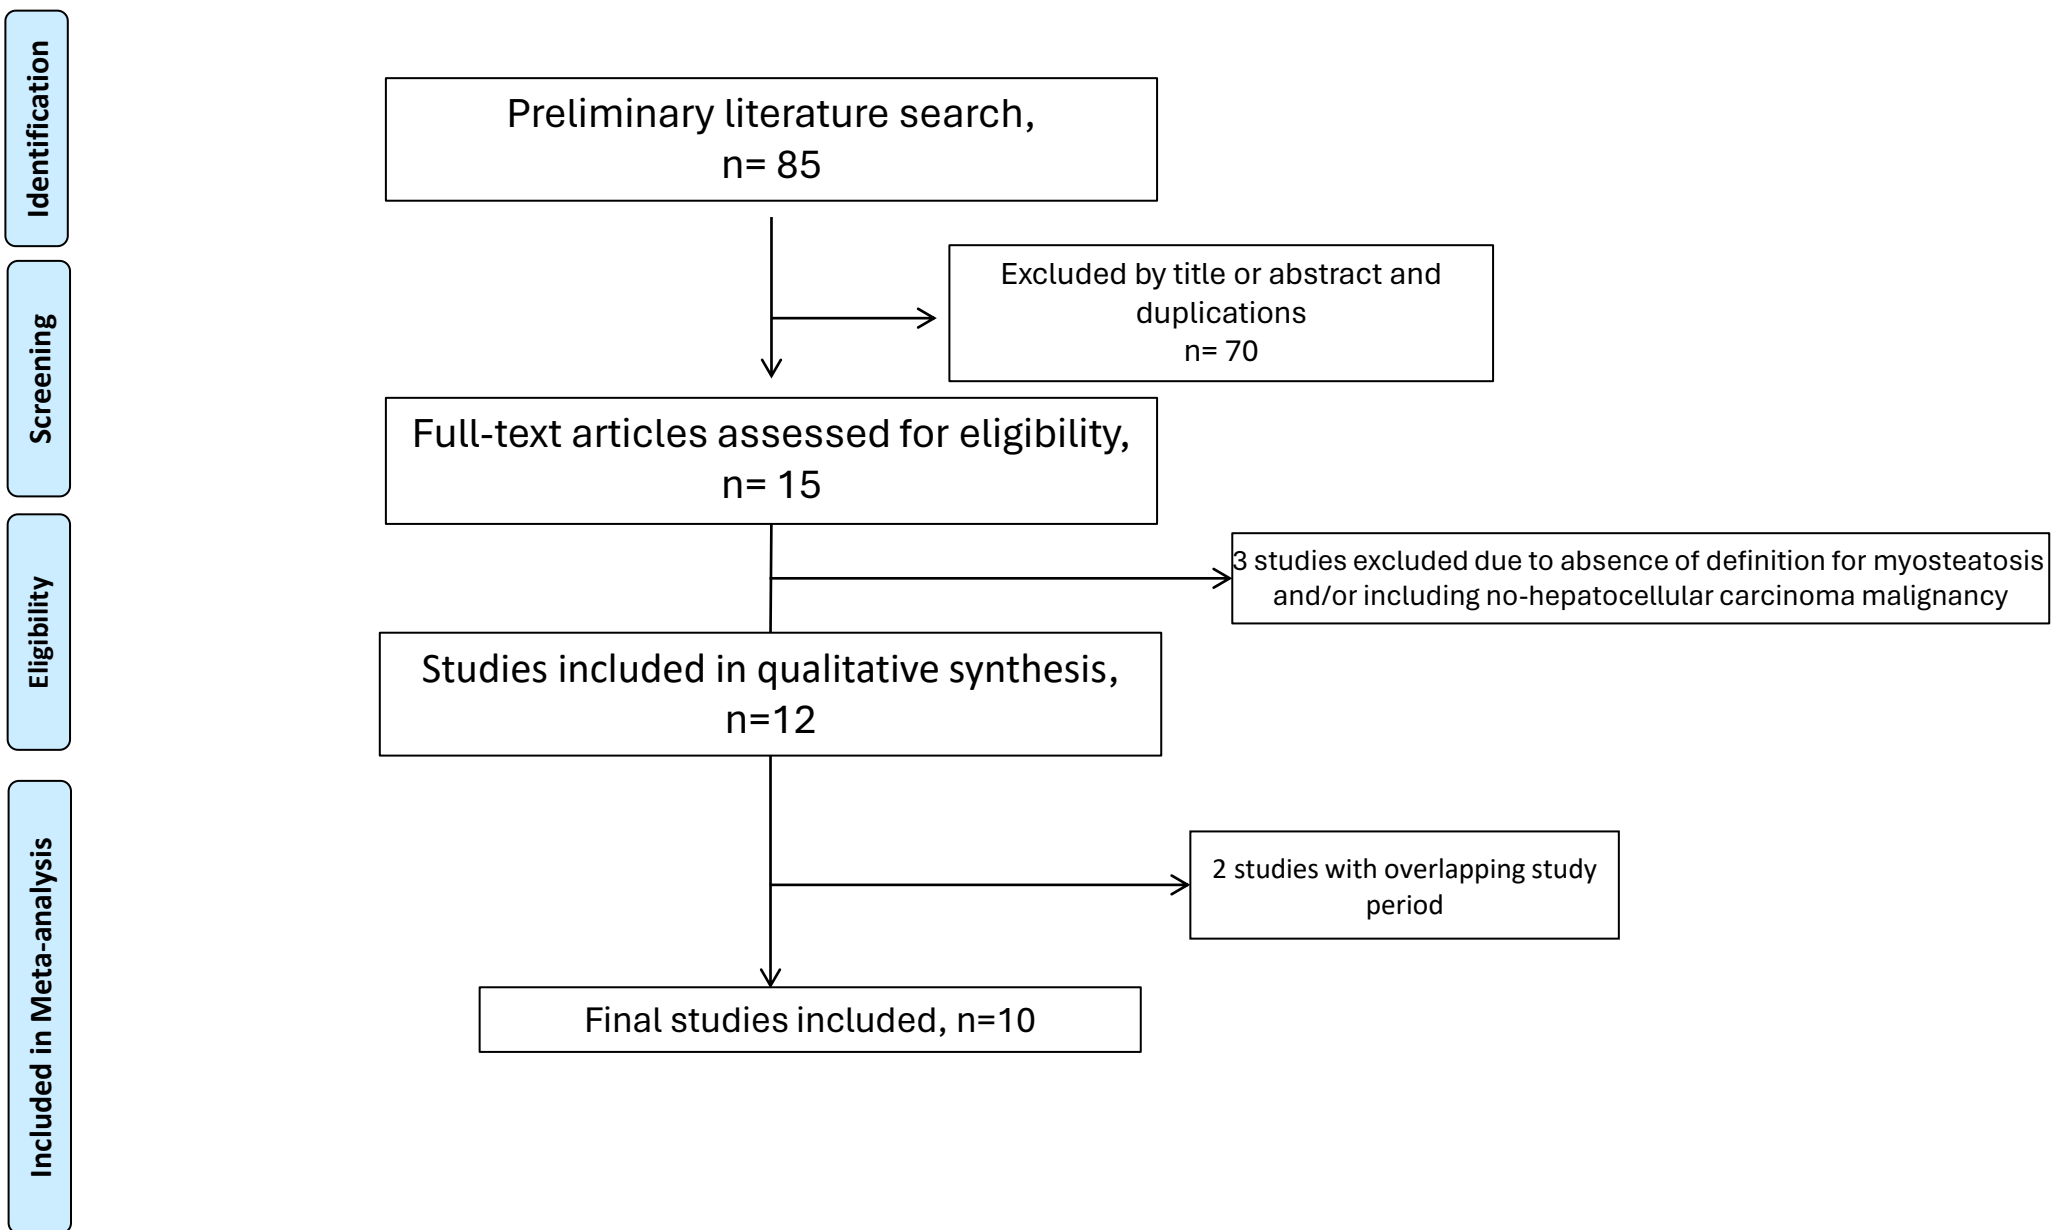 Identification
Preliminary literature search,
n= 85
Excluded by title or abstract and
duplications
n= 70
Screening
Full-text articles assessed for eligibility,
n= 15
3 studies excluded due to absence of definition for myosteatosis
and/or including no-hepatocellular carcinoma malignancy
Eligibility
Studies included in qualitative synthesis,
n=12
Included in Meta-analysis
2 studies with overlapping study
period
Final studies included, n=10